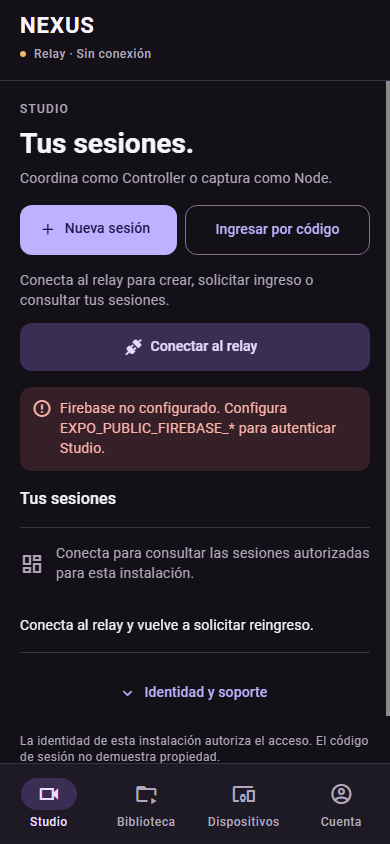 NEXUS
Relay · Sin conexión
STUDIO
Tus sesiones.
Coordina como Controller o captura como Node.
+ Nueva sesión
Ingresar por código
Conecta al relay para crear, solicitar ingreso o
consultar tus sesiones.
Conectar al relay
Firebase no configurado. Configura
EXPO_PUBLIC_FIREBASE_* para autenticar
Studio.
Tus sesiones
Conecta para consultar las sesiones autorizadas
para esta instalación.
Conecta al relay y vuelve a solicitar reingreso.
Identidad y soporte
La identidad de esta instalación autoriza el acceso. El código
de sesión no demuestra propiedad.
Studio
Biblioteca
Dispositivos
Cuenta